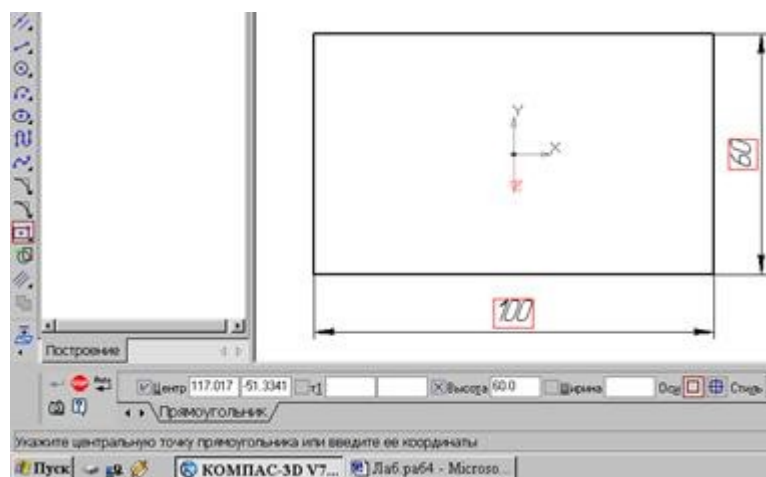 Y
X
60
100
Построение
Центр 117.017 -51.3341 т1 Высота 60.0 Ширина Оси Стиль
Прямоугольник
Укажите центральную точку прямоугольника или введите ее координаты
Пуск КОМПАС-3D V7... Лаб раб4 - Microso...